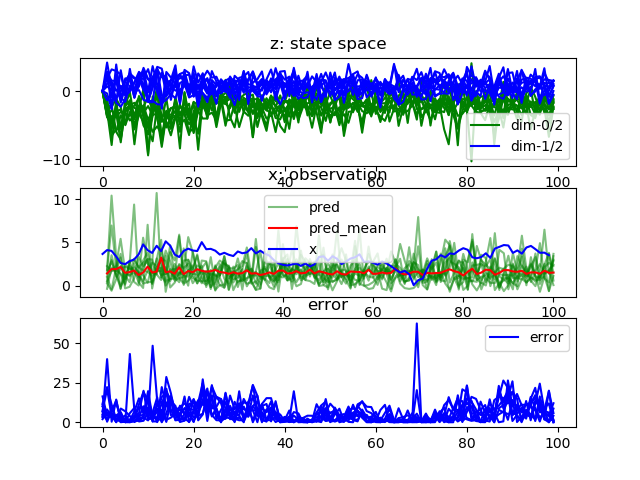 z: state space
0
−10
dim-0/2
dim-1/2
0 20 40 60 80 100
x: observation
10
5
0
pred
pred_mean
x
0 20 40 60 80 100
error
50
25
0
error
0 20 40 60 80 100